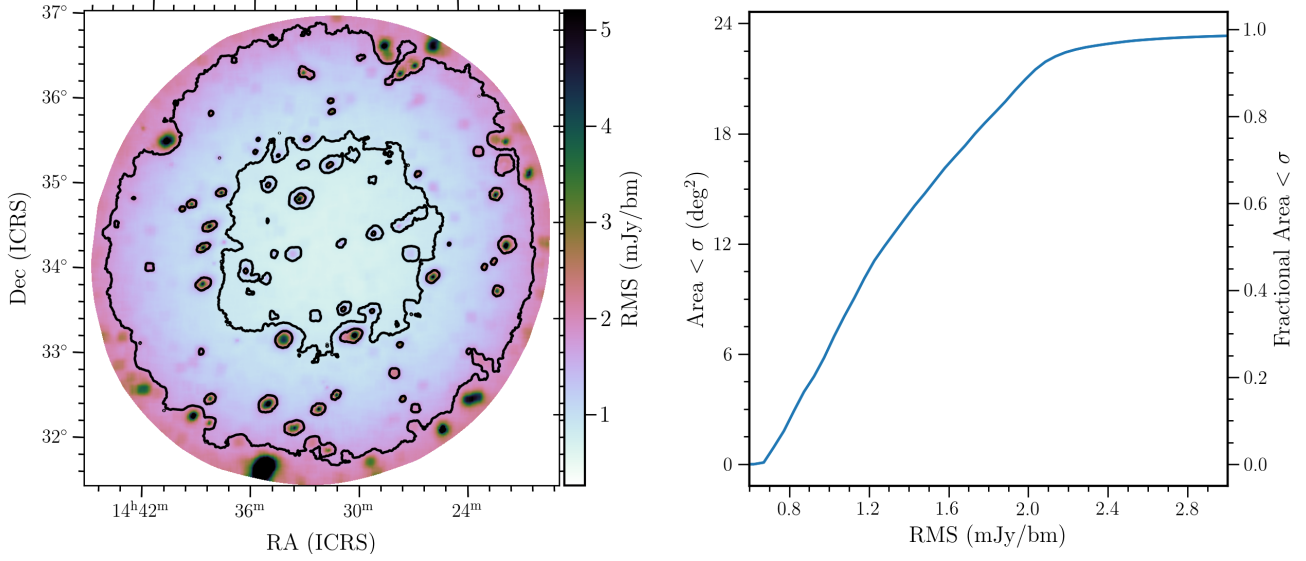 37°
36°
35°
34°
33°
32°
Dec (ICRS)
14ʰ42ᵐ
36ᵐ
30ᵐ
24ᵐ
RA (ICRS)
5
4
3
2
1
RMS (mJy/bm)
24
18
12
6
0
Area < σ (deg²)
0.8
1.2
1.6
2.0
2.4
2.8
RMS (mJy/bm)
1.0
0.8
0.6
0.4
0.2
0.0
Fractional Area < σ